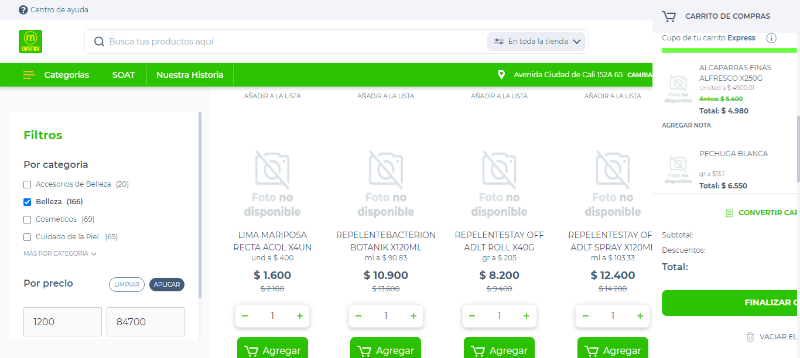 Centro de ayuda
Busca tus productos aquí
En toda la tienda
Categorías
SOAT
Nuestra Historia
Avenida Ciudad de Cali 152A 65 CAMBIA
Filtros
Por categoria
Accesorios de Belleza (20)
Belleza (166)
Cosméticos (69)
Cuidado de la Piel (65)
MÁS POR CATEGORIA
Por precio
LIMPIAR
APLICAR
1200
84700
AÑADIR A LA LISTA
Foto no
disponible
LIMA MARIPOSA
RECTA ACOL X4UN
und a $ 400
$ 1.600
$ 2.100
− 1 +
Agregar
AÑADIR A LA LISTA
Foto no
disponible
REPELENTEBACTERION
BOTANIK X120ML
ml a $ 90.83
$ 10.900
$ 13.600
− 1 +
Agregar
AÑADIR A LA LISTA
Foto no
disponible
REPELENTESTAY OFF
ADLT ROLL X40G
gr a $ 205
$ 8.200
$ 9.400
− 1 +
Agregar
AÑADIR A LA LISTA
Foto no
disponible
REPELENTESTAY OF
ADLT SPRAY X120ML
ml a $ 103.33
$ 12.400
$ 14.200
− 1 +
Agregar
CARRITO DE COMPRAS
Cupo de tu carrito Express
Foto no
disponible
ALCAPARRAS FINAS
ALFRESCO X250G
Unidad a $ 4900.01
Antes: $ 5.400
Total: $ 4.980
AGREGAR NOTA
Foto no
disponible
PECHUGA BLANCA
gr a $13.1
Total: $ 6.550
CONVERTIR CAR
Subtotal:
Descuentos:
Total:
FINALIZAR C
VACIAR EL